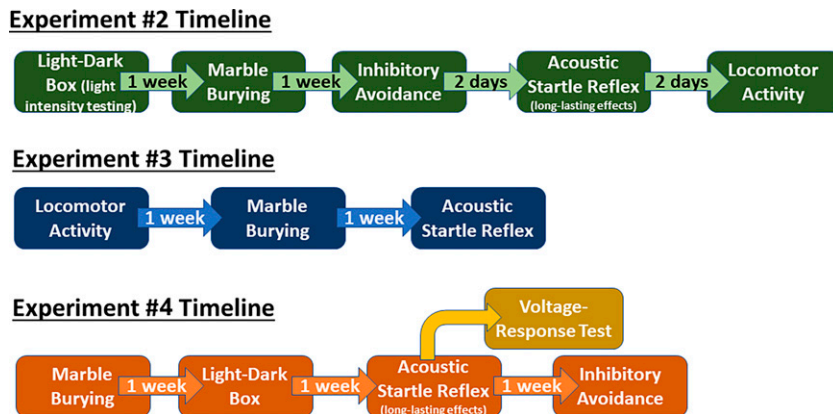 Experiment #2 Timeline
Light-Dark
Box (light
intensity testing)
1 week
Marble
Burying
1 week
Inhibitory
Avoidance
2 days
Acoustic
Startle Reflex
(long-lasting effects)
2 days
Locomotor
Activity
Experiment #3 Timeline
Locomotor
Activity
1 week
Marble
Burying
1 week
Acoustic
Startle Reflex
Experiment #4 Timeline
Voltage-
Response Test
Marble
Burying
1 week
Light-Dark
Box
1 week
Acoustic
Startle Reflex
(long-lasting effects)
1 week
Inhibitory
Avoidance